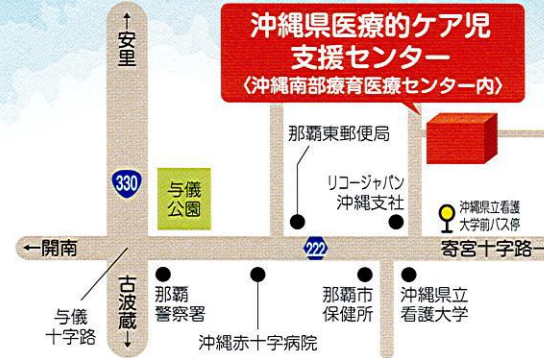 沖縄県医療的ケア児
支援センター
〈沖縄南部療育医療センター内〉
↑安里
330
与儀
公園
那覇東郵便局
リコージャパン
沖縄支社
沖縄県立看護
大学前バス停
←開南
222
寄宮十字路→
古波蔵↓
与儀
十字路
那覇
警察署
沖縄赤十字病院
那覇市
保健所
沖縄県立
看護大学